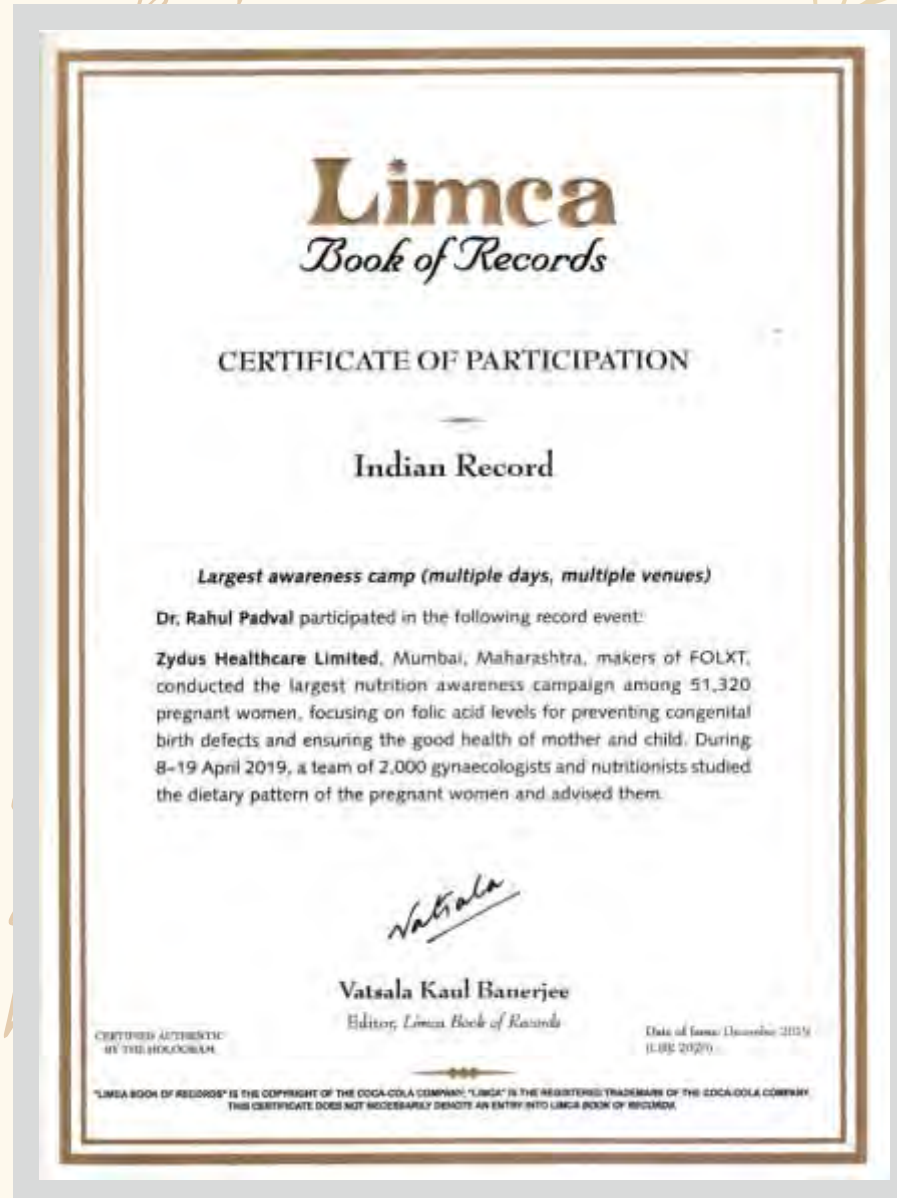 Limca
Book of Records
CERTIFICATE OF PARTICIPATION
Indian Record
Largest awareness camp (multiple days, multiple venues)
Dr. Rahul Padval participated in the following record event:
Zydus Healthcare Limited, Mumbai, Maharashtra, makers of FOLXT,
conducted the largest nutrition awareness campaign among 51,320
pregnant women, focusing on folic acid levels for preventing congenital
birth defects and ensuring the good health of mother and child. During
8–19 April 2019, a team of 2,000 gynaecologists and nutritionists studied
the dietary pattern of the pregnant women and advised them.
Vatsala
Vatsala Kaul Banerjee
Editor, Limca Book of Records
CERTIFIED AUTHENTIC
BY THE HOLOGRAM
Date of Issue: December 2019
(LBR 2020)
"LIMCA BOOK OF RECORDS" IS THE COPYRIGHT OF THE COCA-COLA COMPANY. "LIMCA" IS THE REGISTERED TRADEMARK OF THE COCA-COLA COMPANY.
THIS CERTIFICATE DOES NOT NECESSARILY DENOTE AN ENTRY INTO LIMCA BOOK OF RECORDS.